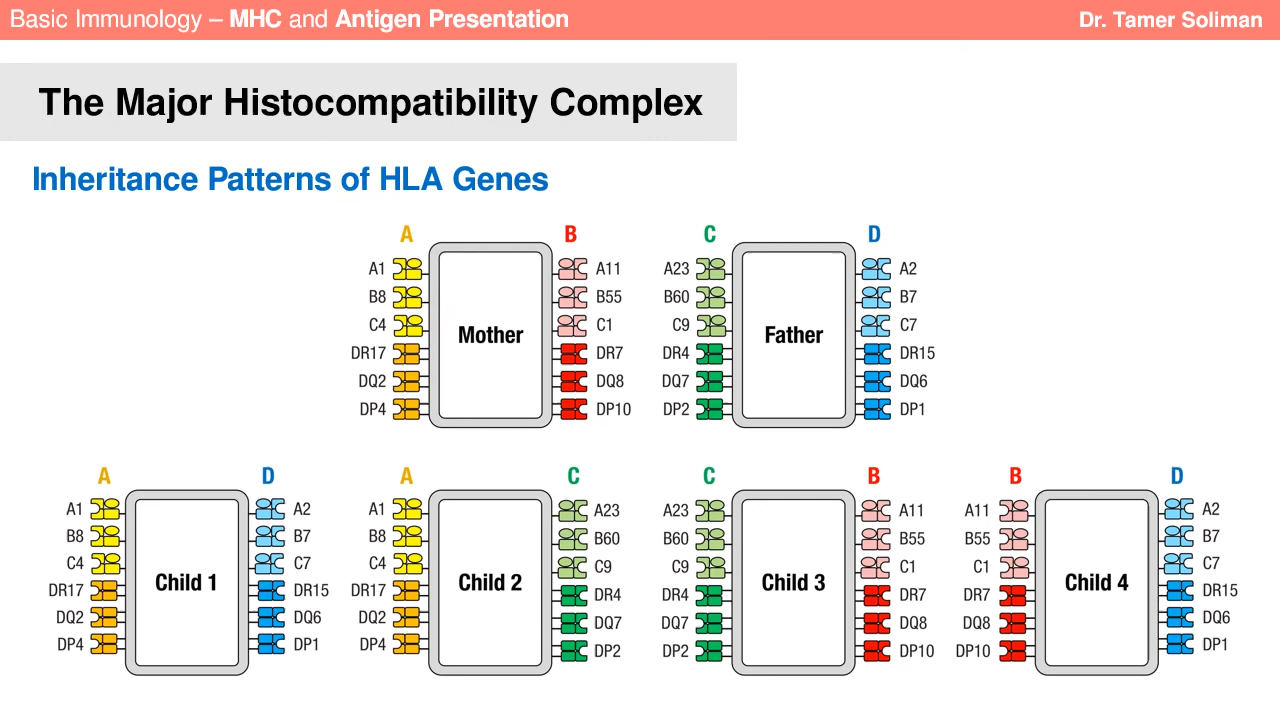 Basic Immunology – MHC and Antigen Presentation
Dr. Tamer Soliman
The Major Histocompatibility Complex
Inheritance Patterns of HLA Genes
A B C D
A1 A11 A23 A2
B8 B55 B60 B7
C4 C1 C9 C7
Mother Father
DR17 DR7 DR4 DR15
DQ2 DQ8 DQ7 DQ6
DP4 DP10 DP2 DP1
A D A C C B B D
A1 A2 A1 A23 A23 A11 A11 A2
B8 B7 B8 B60 B60 B55 B55 B7
C4 C7 C4 C9 C9 C1 C1 C7
Child 1 Child 2 Child 3 Child 4
DR17 DR15 DR17 DR4 DR4 DR7 DR7 DR15
DQ2 DQ6 DQ2 DQ7 DQ7 DQ8 DQ8 DQ6
DP4 DP1 DP4 DP2 DP2 DP10 DP10 DP1